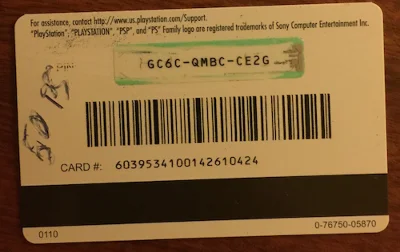 For assistance, contact http://www.us.playstation.com/Support.
"PlayStation", "PLAYSTATION", "PSP", and "PS" Family logo are registered trademarks of Sony Computer Entertainment Inc.
GC6C-QMBC-CE2G
CARD #: 6039534100142610424
0110
0-76750-05870